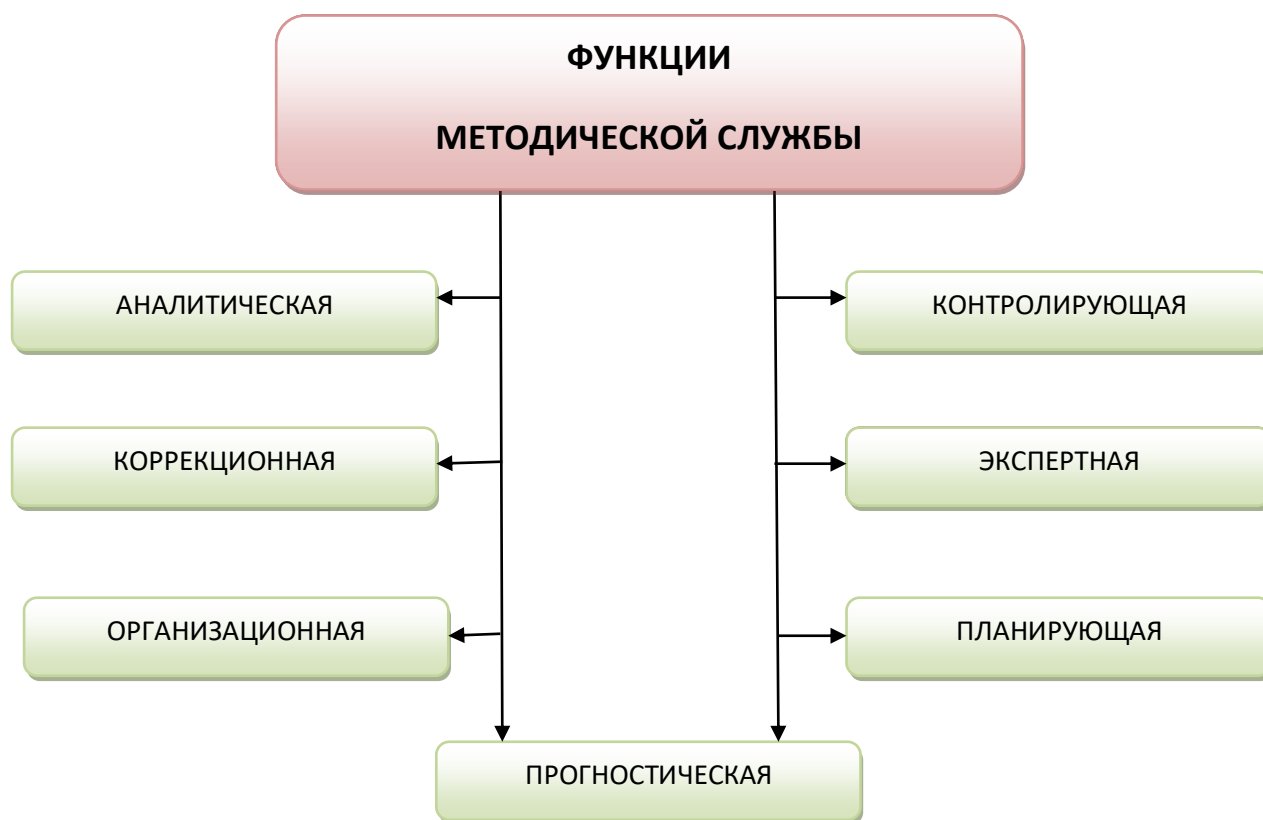 ФУНКЦИИ
МЕТОДИЧЕСКОЙ СЛУЖБЫ
АНАЛИТИЧЕСКАЯ
КОНТРОЛИРУЮЩАЯ
КОРРЕКЦИОННАЯ
ЭКСПЕРТНАЯ
ОРГАНИЗАЦИОННАЯ
ПЛАНИРУЮЩАЯ
ПРОГНОСТИЧЕСКАЯ